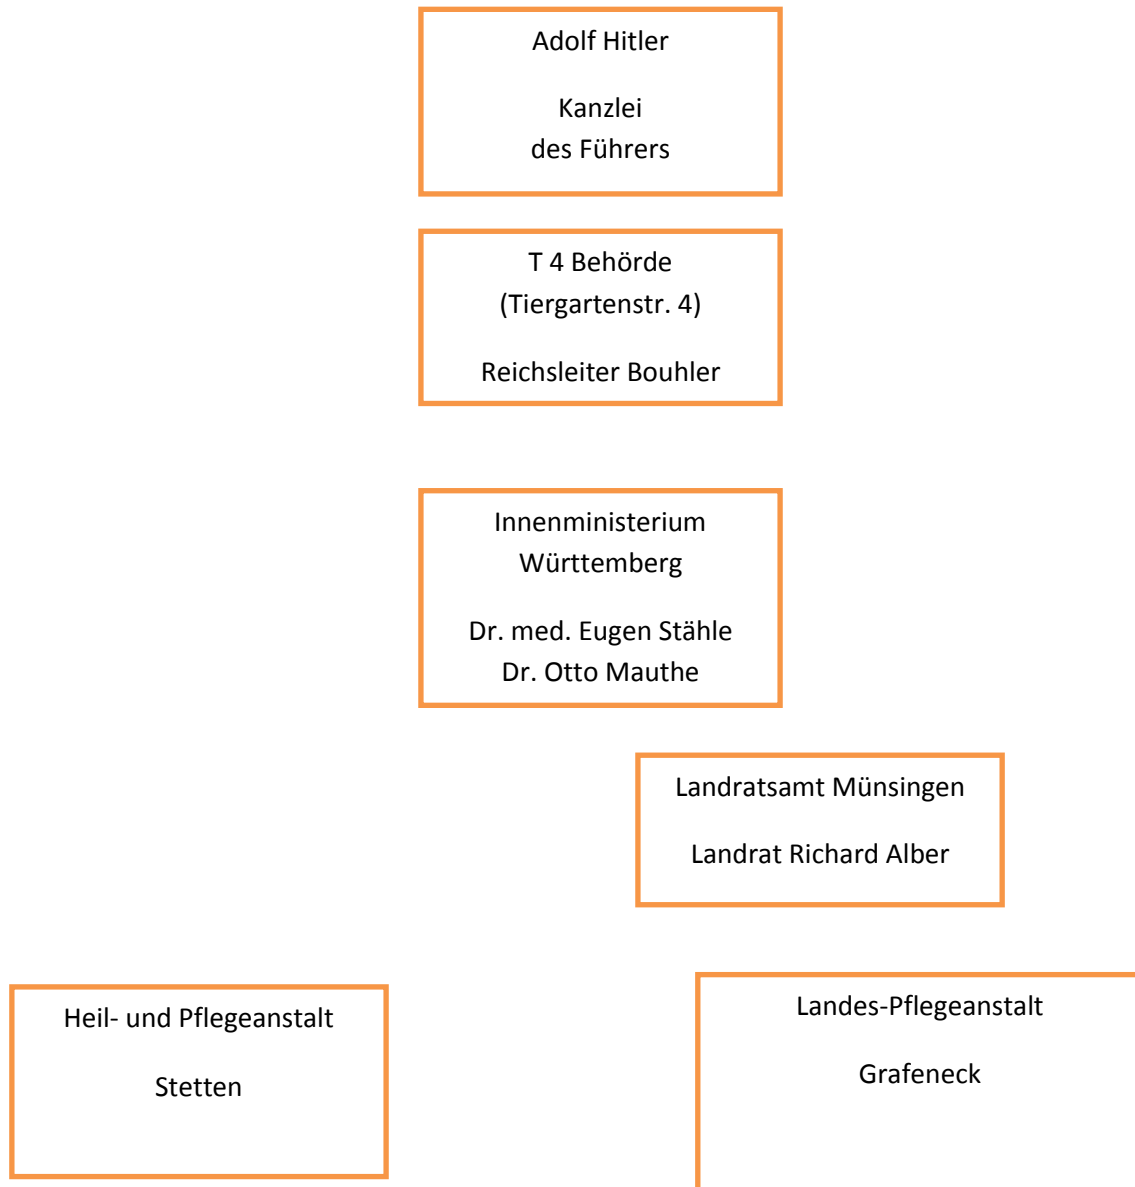 Adolf Hitler
Kanzlei
des Führers
T 4 Behörde
(Tiergartenstr. 4)
Reichsleiter Bouhler
Innenministerium
Württemberg
Dr. med. Eugen Stähle
Dr. Otto Mauthe
Landratsamt Münsingen
Landrat Richard Alber
Heil- und Pflegeanstalt
Stetten
Landes-Pflegeanstalt
Grafeneck